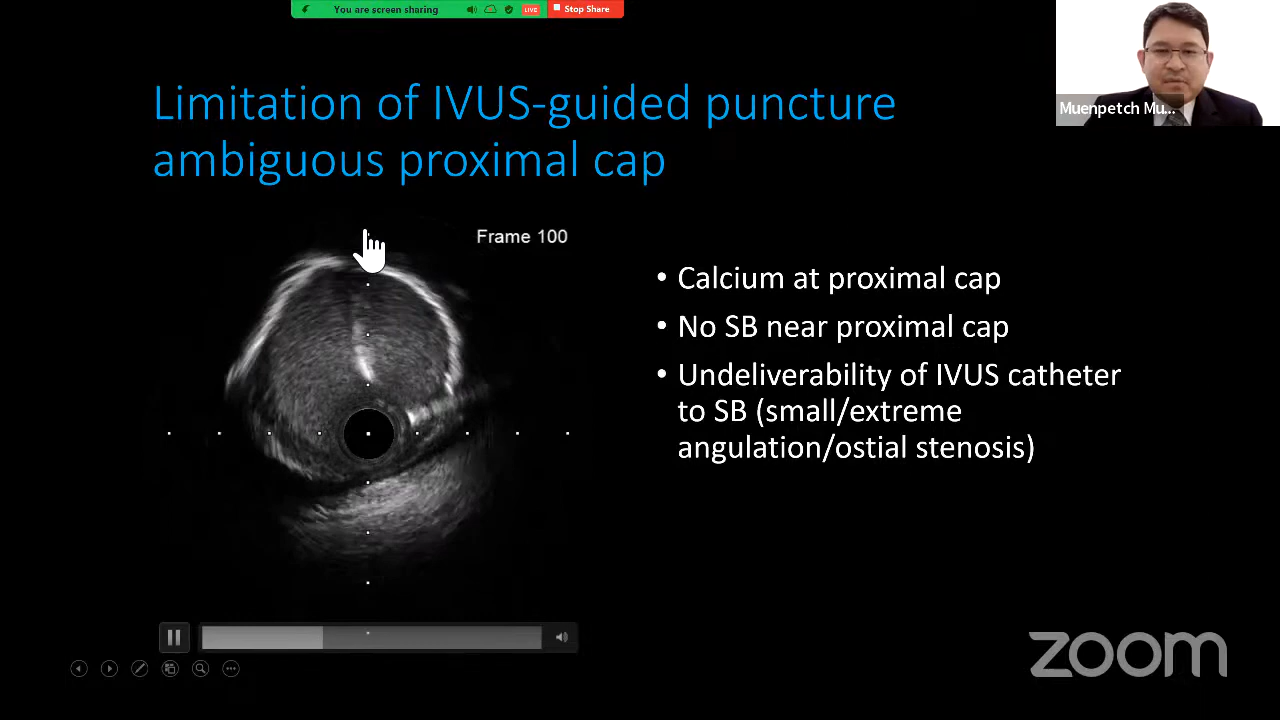 You are screen sharing
LIVE
Stop Share
Muenpetch Mu...
Limitation of IVUS-guided puncture
ambiguous proximal cap
Frame 100
• Calcium at proximal cap
• No SB near proximal cap
• Undeliverability of IVUS catheter
to SB (small/extreme
angulation/ostial stenosis)
zoom